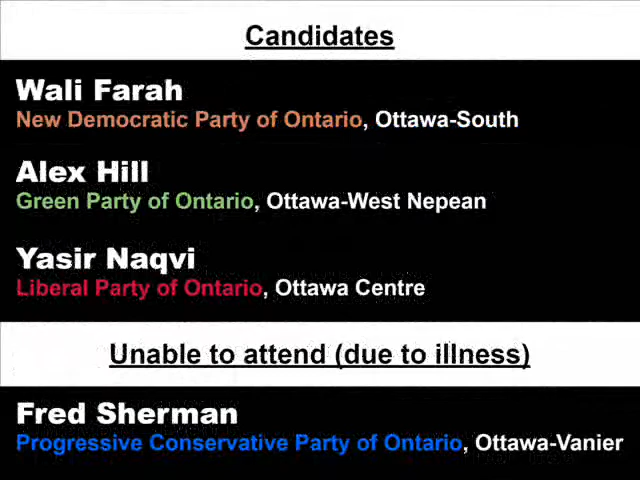 Candidates
Wali Farah
New Democratic Party of Ontario, Ottawa-South
Alex Hill
Green Party of Ontario, Ottawa-West Nepean
Yasir Naqvi
Liberal Party of Ontario, Ottawa Centre
Unable to attend (due to illness)
Fred Sherman
Progressive Conservative Party of Ontario, Ottawa-Vanier